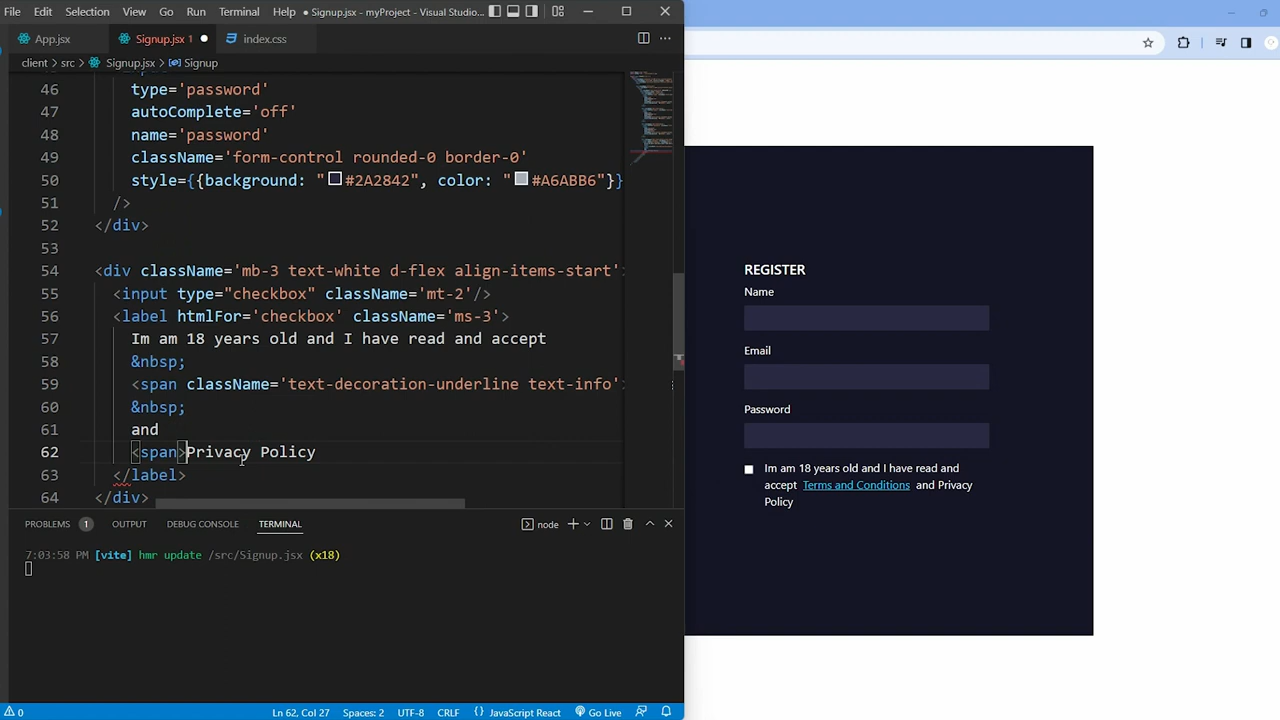 File Edit Selection View Go Run Terminal Help Signup.jsx - myProject - Visual Studio...
App.jsx Signup.jsx 1 index.css
client > src > Signup.jsx > Signup
46 type='password'
47 autoComplete='off'
48 name='password'
49 className='form-control rounded-0 border-0'
50 style={{background: "#2A2842", color: "#A6ABB6"}}
51 />
52 </div>
53
54 <div className='mb-3 text-white d-flex align-items-start'>
55 <input type="checkbox" className='mt-2'/>
56 <label htmlFor='checkbox' className='ms-3'>
57 Im am 18 years old and I have read and accept
58 &nbsp;
59 <span className='text-decoration-underline text-info'>
60 &nbsp;
61 and
62 <span>Privacy Policy
63 </label>
64 </div>
PROBLEMS 1 OUTPUT DEBUG CONSOLE TERMINAL node
7:03:58 PM [vite] hmr update /src/Signup.jsx (x18)
0 Ln 62, Col 27 Spaces: 2 UTF-8 CRLF {} JavaScript React Go Live
REGISTER
Name
Email
Password
Im am 18 years old and I have read and
accept Terms and Conditions and Privacy
Policy